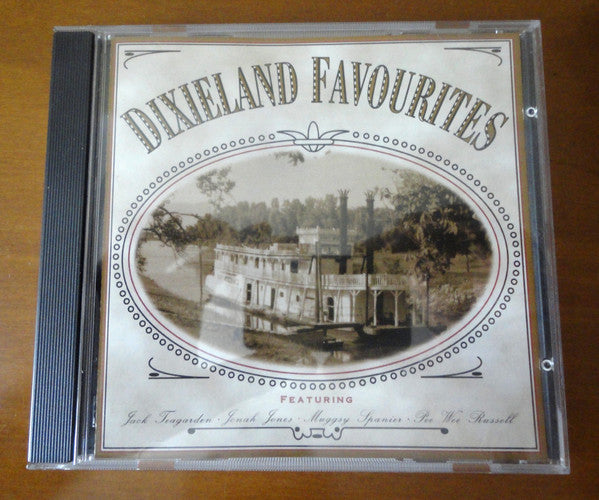 DIXIELAND FAVOURITES
FEATURING
Jack Teagarden · Jonah Jones · Muggsy Spanier · Pee Wee Russell